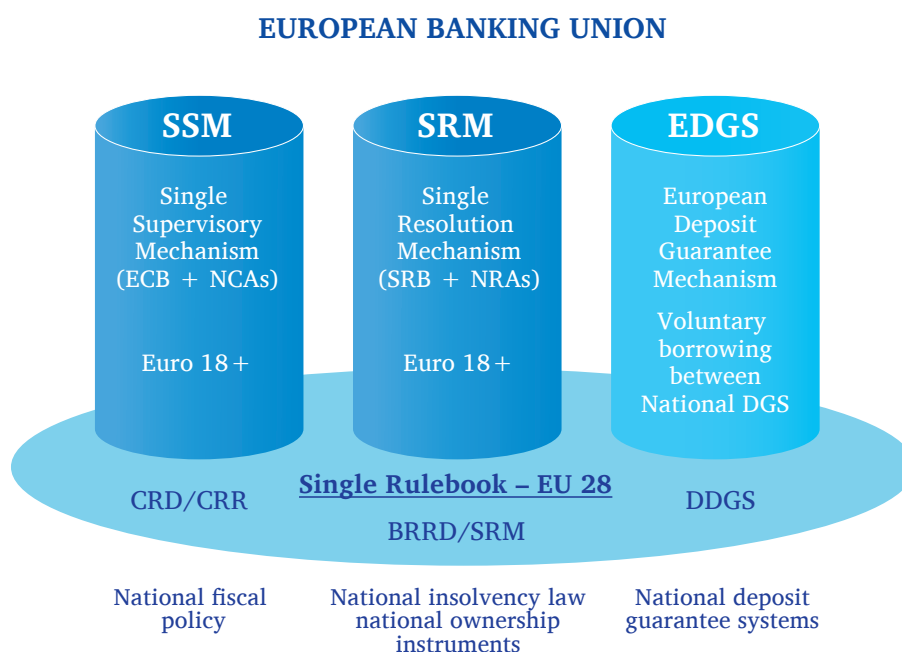 EUROPEAN BANKING UNION
SSM
Single
Supervisory
Mechanism
(ECB + NCAs)
Euro 18+
SRM
Single
Resolution
Mechanism
(SRB + NRAs)
Euro 18+
EDGS
European
Deposit
Guarantee
Mechanism
Voluntary
borrowing
between
National DGS
Single Rulebook – EU 28
CRD/CRR
BRRD/SRM
DDGS
National fiscal
policy
National insolvency law
national ownership
instruments
National deposit
guarantee systems